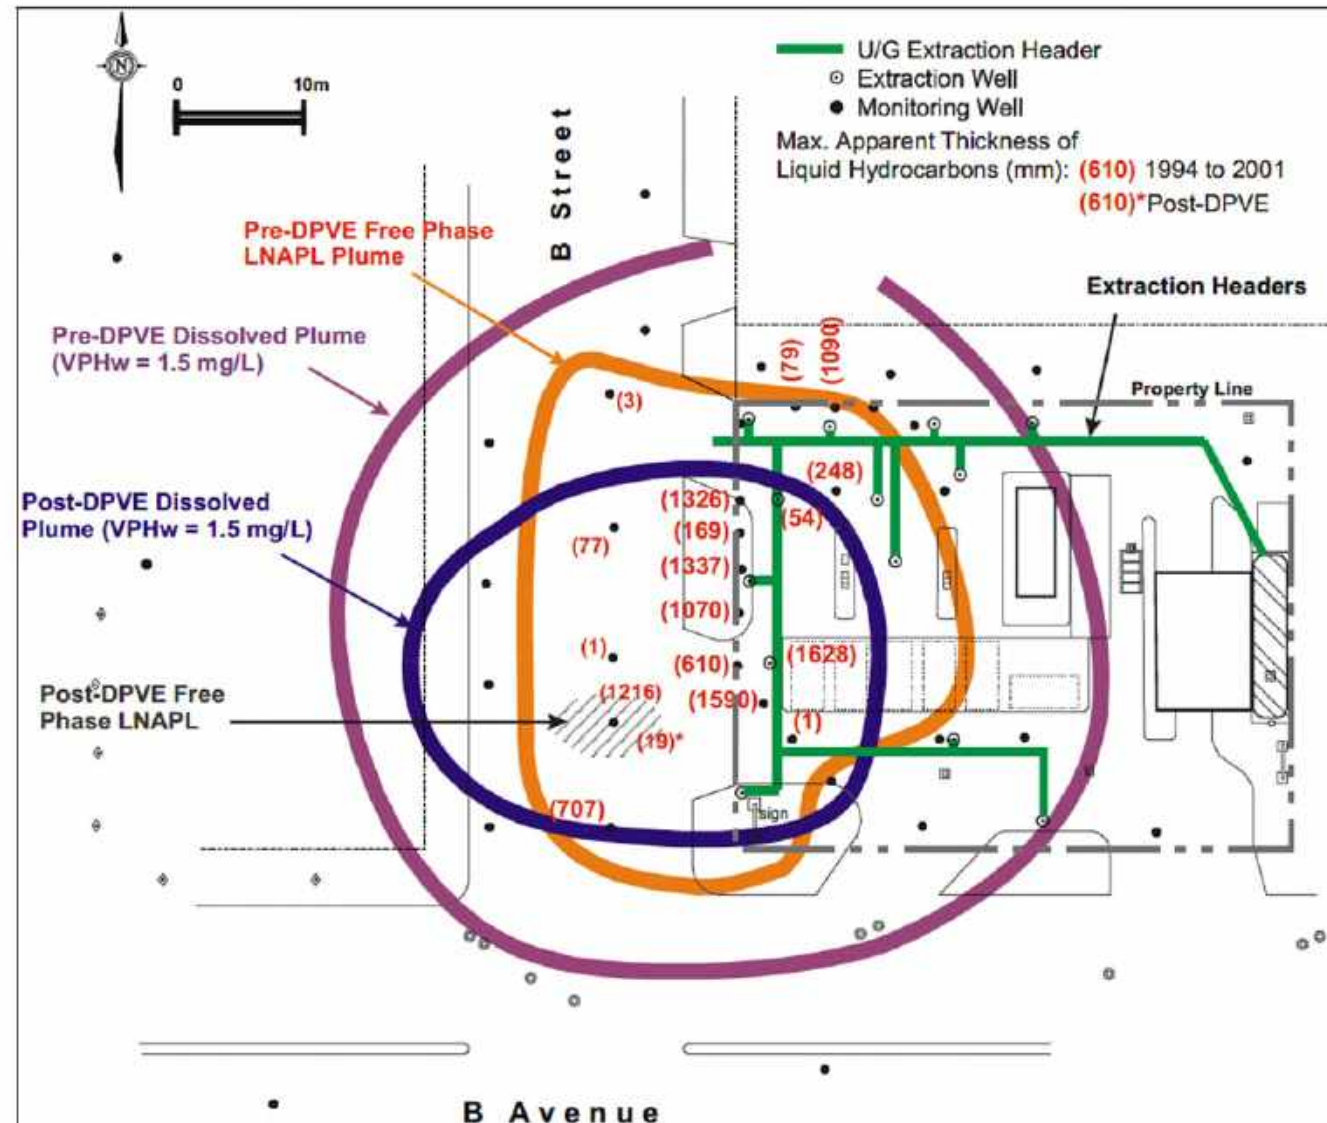 0 10m
N
B Street
U/G Extraction Header
Extraction Well
Monitoring Well
Max. Apparent Thickness of
Liquid Hydrocarbons (mm): (610) 1994 to 2001
(610)*Post-DPVE
Pre-DPVE Free Phase
LNAPL Plume
Extraction Headers
Pre-DPVE Dissolved Plume
(VPHw = 1.5 mg/L)
(79)
(1090)
Property Line
(3)
Post-DPVE Dissolved
Plume (VPHw = 1.5 mg/L)
(248)
(1326)
(54)
(169)
(77)
(1337)
(1070)
(1)
(610)
(1628)
Post-DPVE Free
Phase LNAPL
(1216)
(1590)
(19)*
(1)
(707)
sign
B Avenue